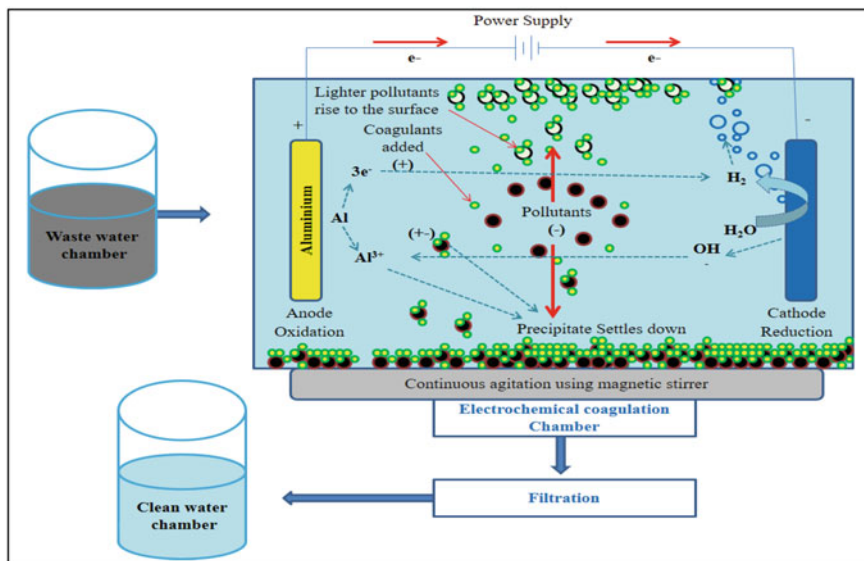 Power Supply
e-
e-
Lighter pollutants
rise to the surface
+
-
Coagulants
added
3e-
(+)
H2
Aluminium
Al
Pollutants
(-)
H2O
Waste water
chamber
(+-)
OH
-
Al3+
Anode
Oxidation
Precipitate Settles down
Cathode
Reduction
Continuous agitation using magnetic stirrer
Electrochemical coagulation
Chamber
Filtration
Clean water
chamber